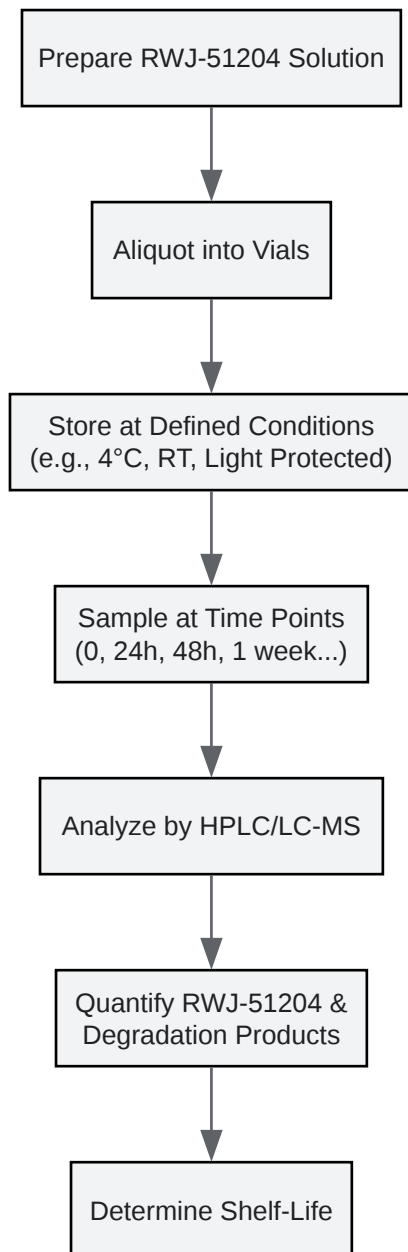 Prepare RWJ-51204 Solution
Aliquot into Vials
Store at Defined Conditions
(e.g., 4°C, RT, Light Protected)
Sample at Time Points
(0, 24h, 48h, 1 week...)
Analyze by HPLC/LC-MS
Quantify RWJ-51204 &
Degradation Products
Determine Shelf-Life